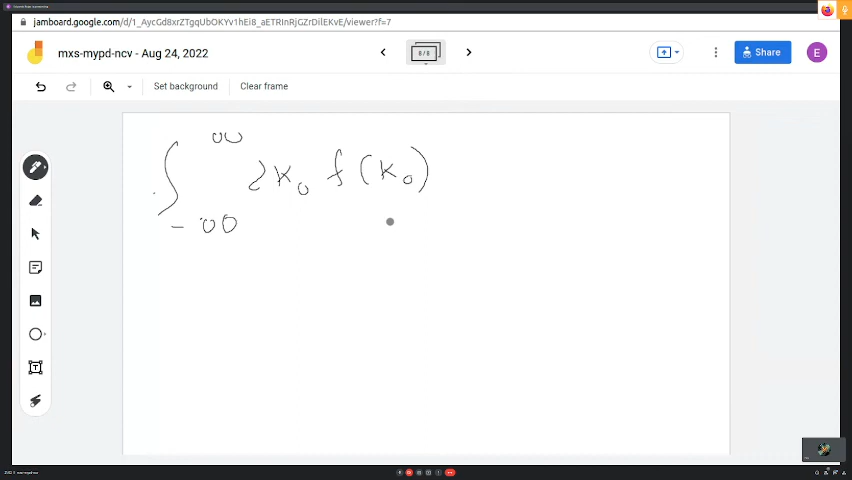 jamboard.google.com/d/1_AycGd8xrZTgqUbOKYv1hEi8_aETRInRjGZrDilEKvE/viewer?f=7
mxs-mypd-ncv - Aug 24, 2022
8/8
Share
E
Set background
Clear frame
∞
∫ 2K₀ f(K₀)
-∞